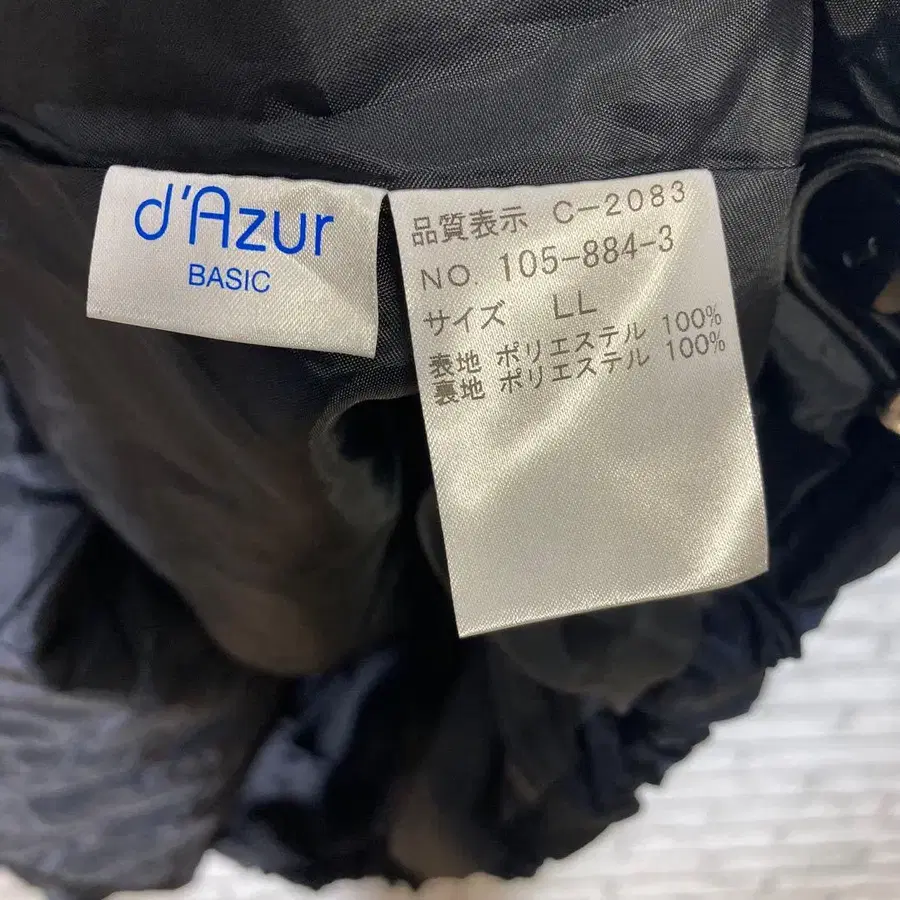 d'Azur
BASIC
品質表示 C-2083
NO. 105-884-3
サイズ LL
表地 ポリエステル 100%
裏地 ポリエステル 100%